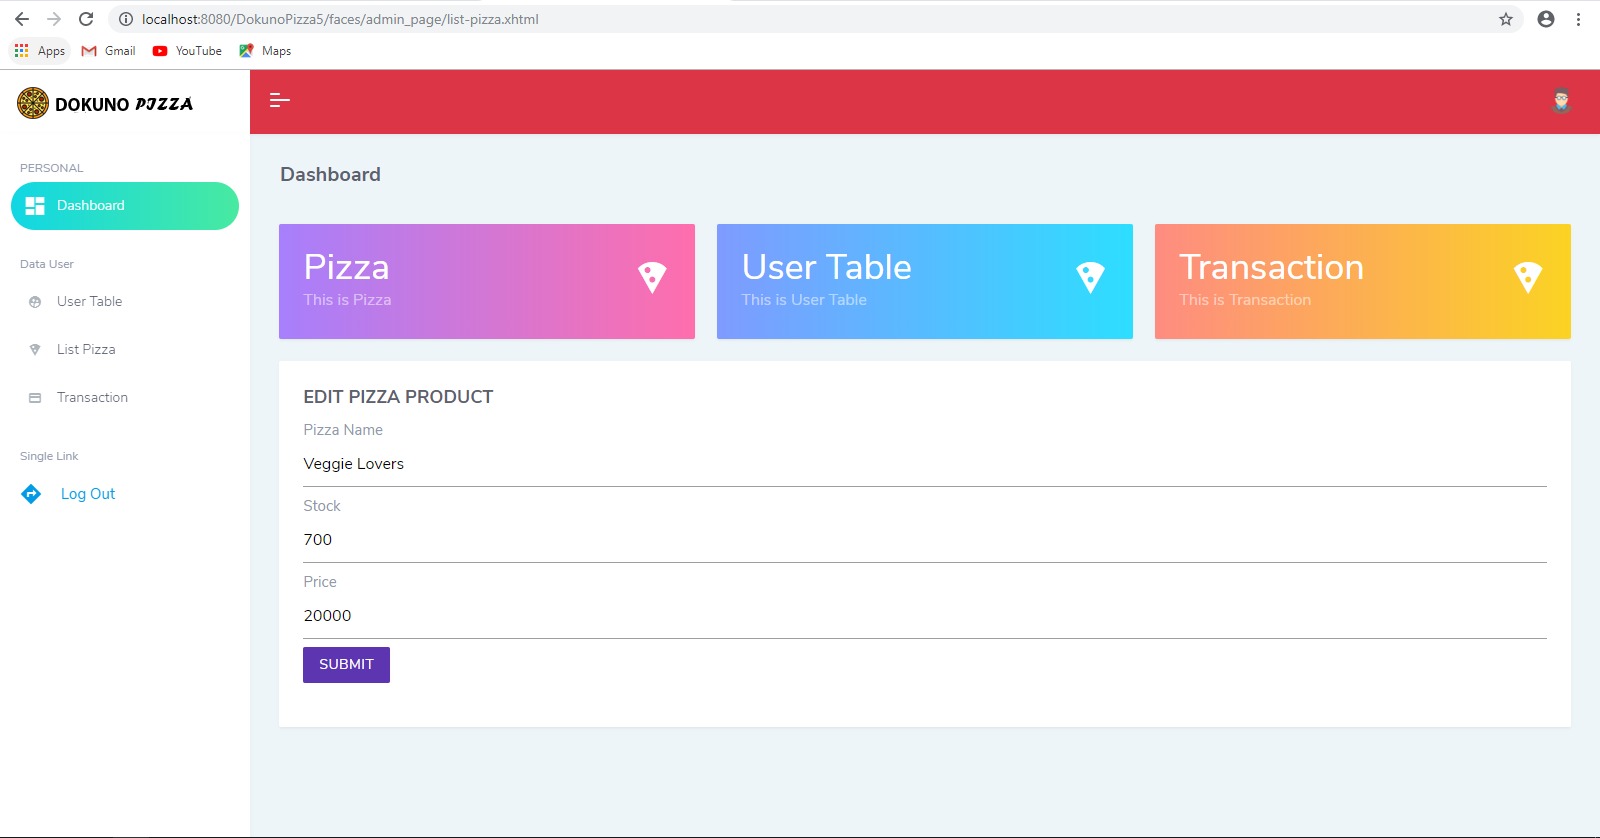 localhost:8080/DokunoPizza5/faces/admin_page/list-pizza.xhtml
Apps Gmail YouTube Maps
DOKUNO PIZZA
PERSONAL
Dashboard
Data User
User Table
List Pizza
Transaction
Single Link
Log Out
Dashboard
Pizza
This is Pizza
User Table
This is User Table
Transaction
This is Transaction
EDIT PIZZA PRODUCT
Pizza Name
Veggie Lovers
Stock
700
Price
20000
SUBMIT